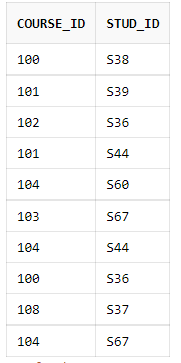 COURSE_ID STUD_ID
100 S38
101 S39
102 S36
101 S44
104 S60
103 S67
104 S44
100 S36
108 S37
104 S67